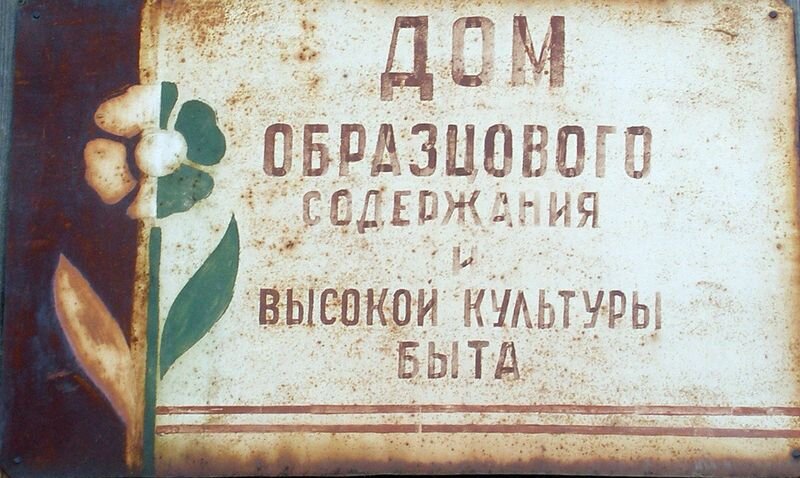 ДОМ
ОБРАЗЦОВОГО
СОДЕРЖАНИЯ
И
ВЫСОКОЙ КУЛЬТУРЫ
БЫТА